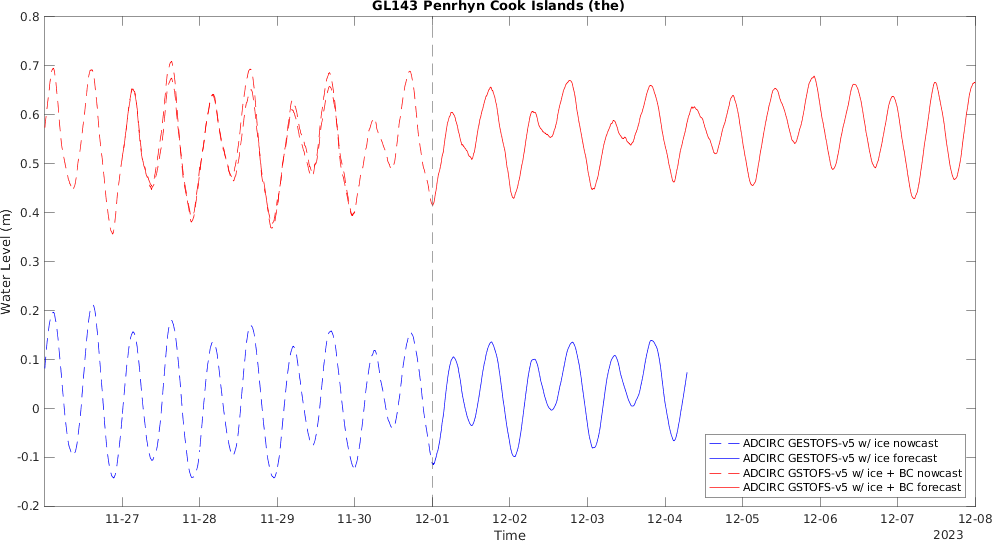 GL143 Penrhyn Cook Islands (the)
0.8
0.7
0.6
0.5
0.4
0.3
0.2
0.1
0
-0.1
-0.2
Water Level (m)
11-27 11-28 11-29 11-30 12-01 12-02 12-03 12-04 12-05 12-06 12-07 12-08
Time
2023
ADCIRC GESTOFS-v5 w/ ice nowcast
ADCIRC GESTOFS-v5 w/ ice forecast
ADCIRC GSTOFS-v5 w/ ice + BC nowcast
ADCIRC GSTOFS-v5 w/ ice + BC forecast